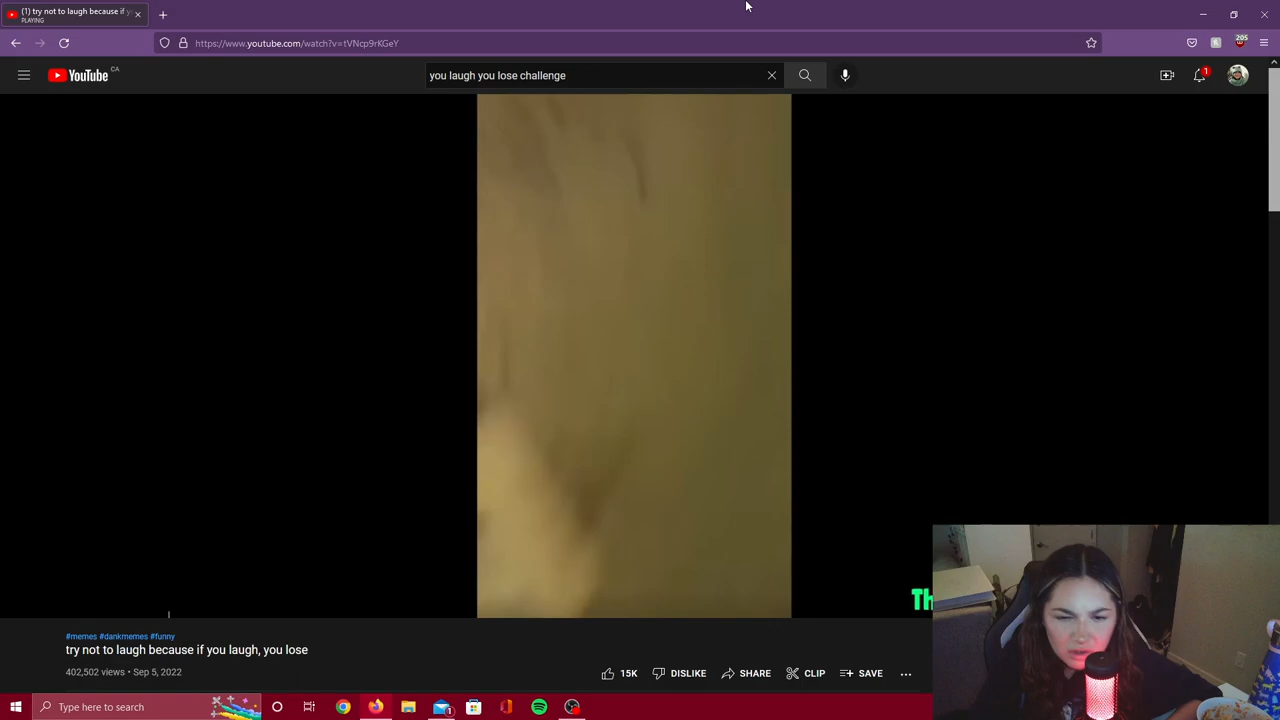 (1) try not to laugh because if y
PLAYING
https://www.youtube.com/watch?v=tVNcp9rKGeY
205
YouTube CA
you laugh you lose challenge
1
Th
#memes #dankmemes #funny
try not to laugh because if you laugh, you lose
402,502 views • Sep 5, 2022
15K DISLIKE SHARE CLIP SAVE
Type here to search
1